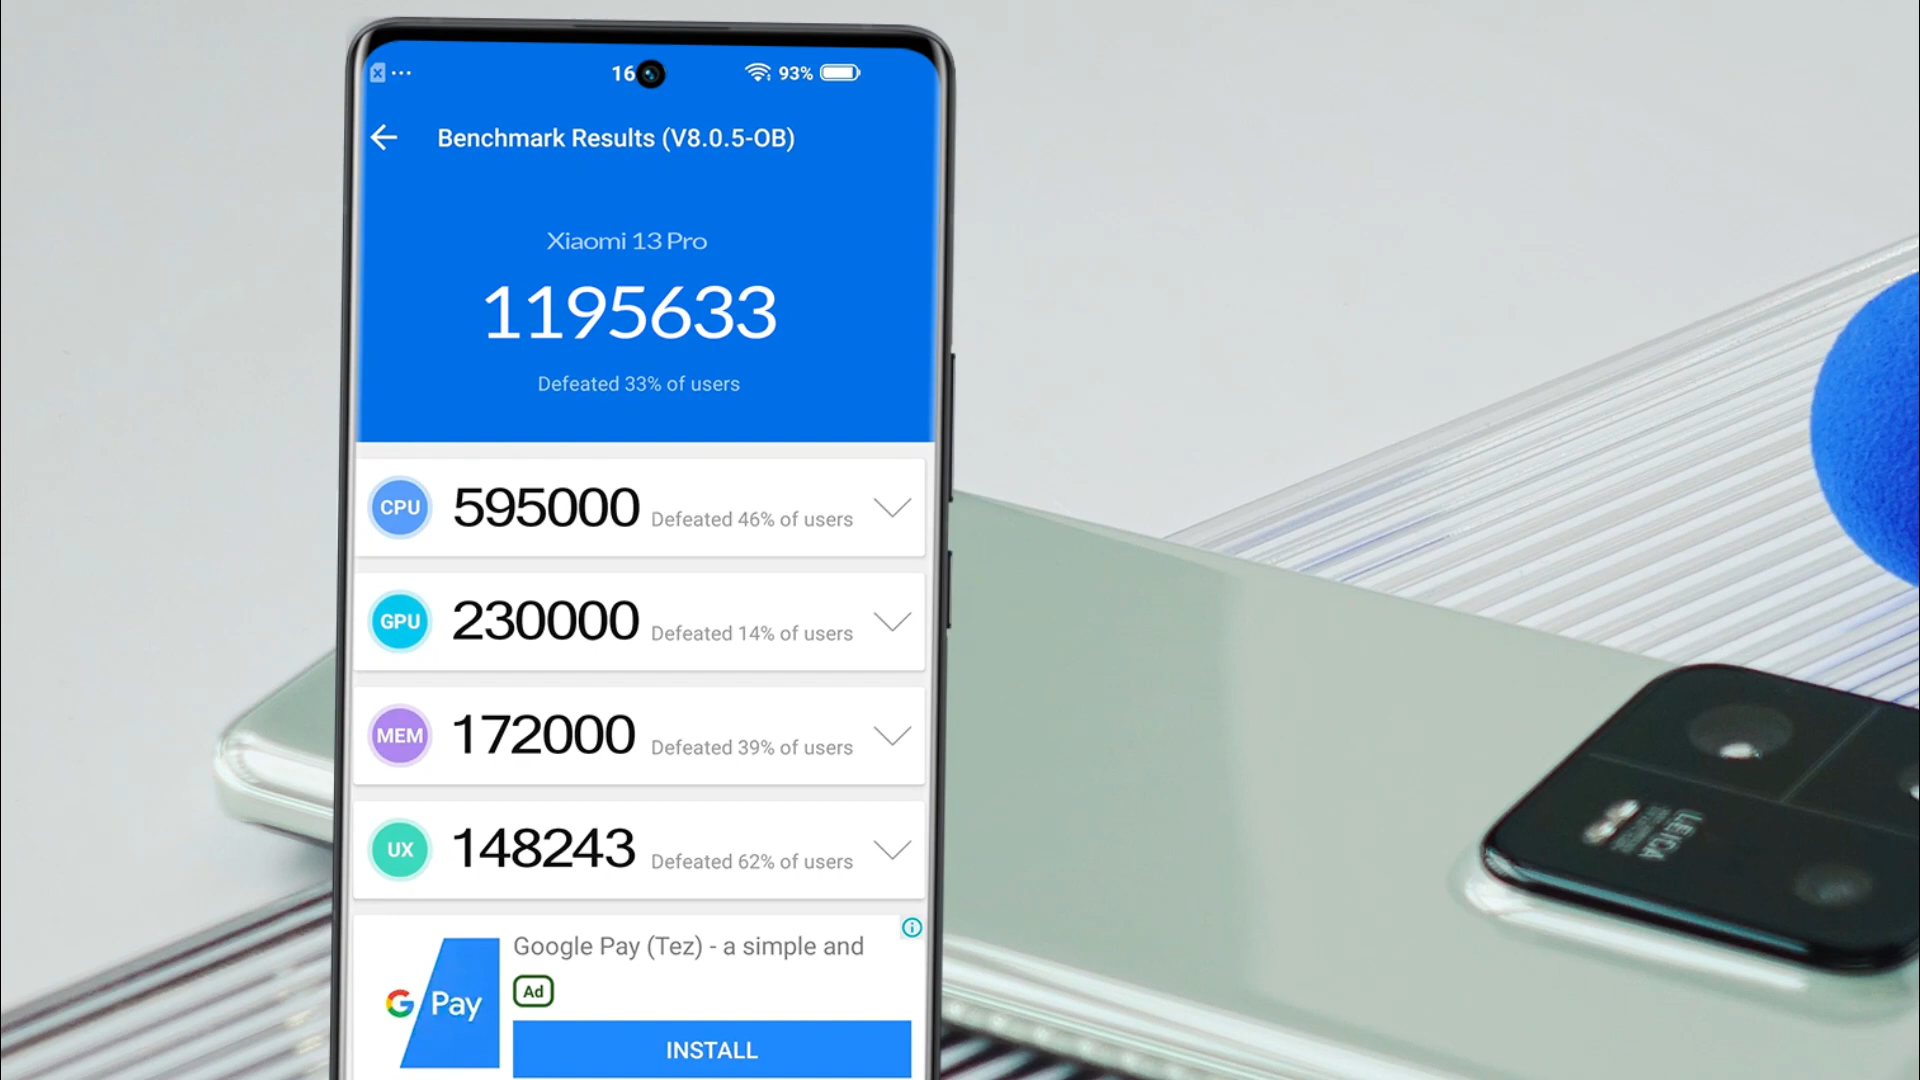 16
93%
Benchmark Results (V8.0.5-OB)
Xiaomi 13 Pro
1195633
Defeated 33% of users
CPU 595000 Defeated 46% of users
GPU 230000 Defeated 14% of users
MEM 172000 Defeated 39% of users
UX 148243 Defeated 62% of users
Google Pay (Tez) - a simple and
Ad
G Pay
INSTALL
LEICA